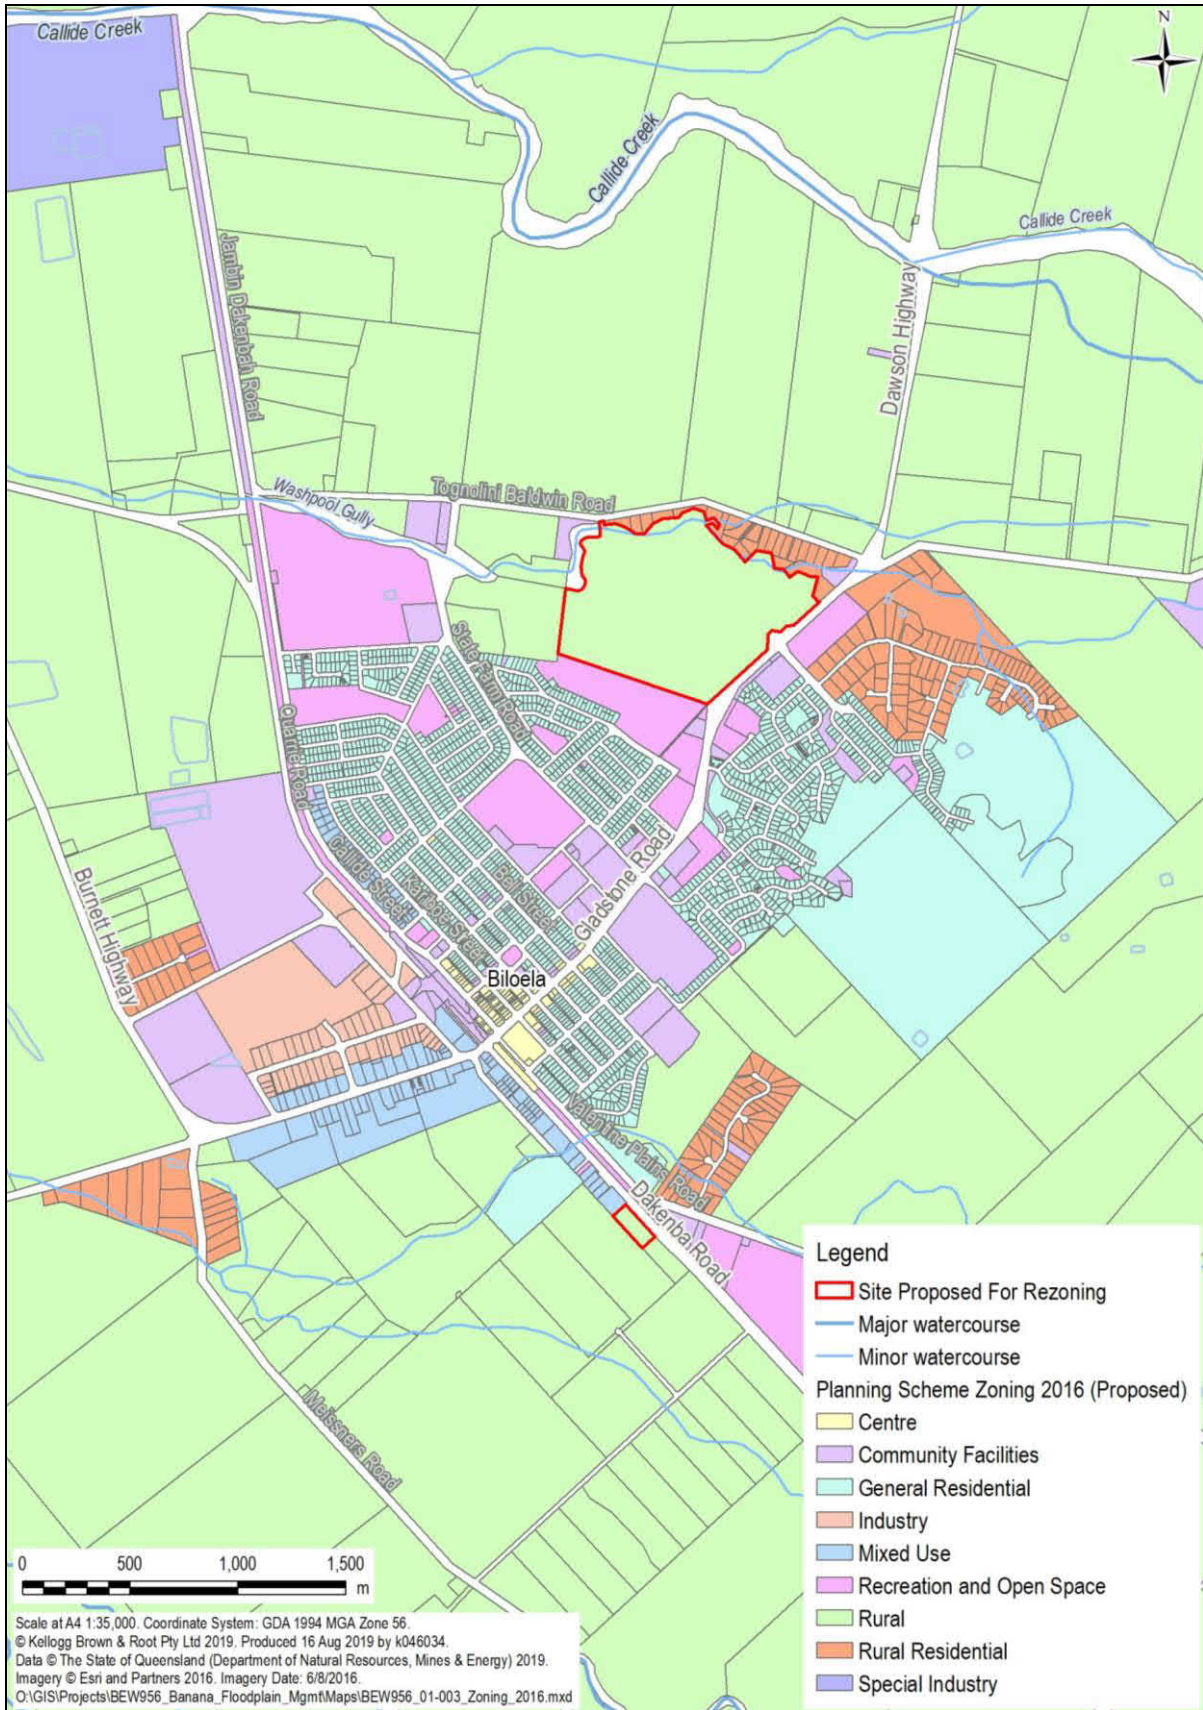 N
Callide Creek
Callide Creek
Callide Creek
Jambin Dakenbah Road
Dawson Highway
Washpool Gully
Tognolini Baldwin Road
State Farm Road
Quarrie Road
Callide Street
Kariboe Street
Bell Street
Gladstone Road
Burnett Highway
Biloela
Valentine Plains Road
Dakenba Road
Meissners Road
Legend
Site Proposed For Rezoning
Major watercourse
Minor watercourse
Planning Scheme Zoning 2016 (Proposed)
Centre
Community Facilities
General Residential
Industry
Mixed Use
Recreation and Open Space
Rural
Rural Residential
Special Industry
0 500 1,000 1,500
m
Scale at A4 1:35,000. Coordinate System: GDA 1994 MGA Zone 56.
© Kellogg Brown & Root Pty Ltd 2019. Produced 16 Aug 2019 by k046034.
Data © The State of Queensland (Department of Natural Resources, Mines & Energy) 2019.
Imagery © Esri and Partners 2016. Imagery Date: 6/8/2016.
O:\GIS\Projects\BEW956_Banana_Floodplain_Mgmt\Maps\BEW956_01-003_Zoning_2016.mxd